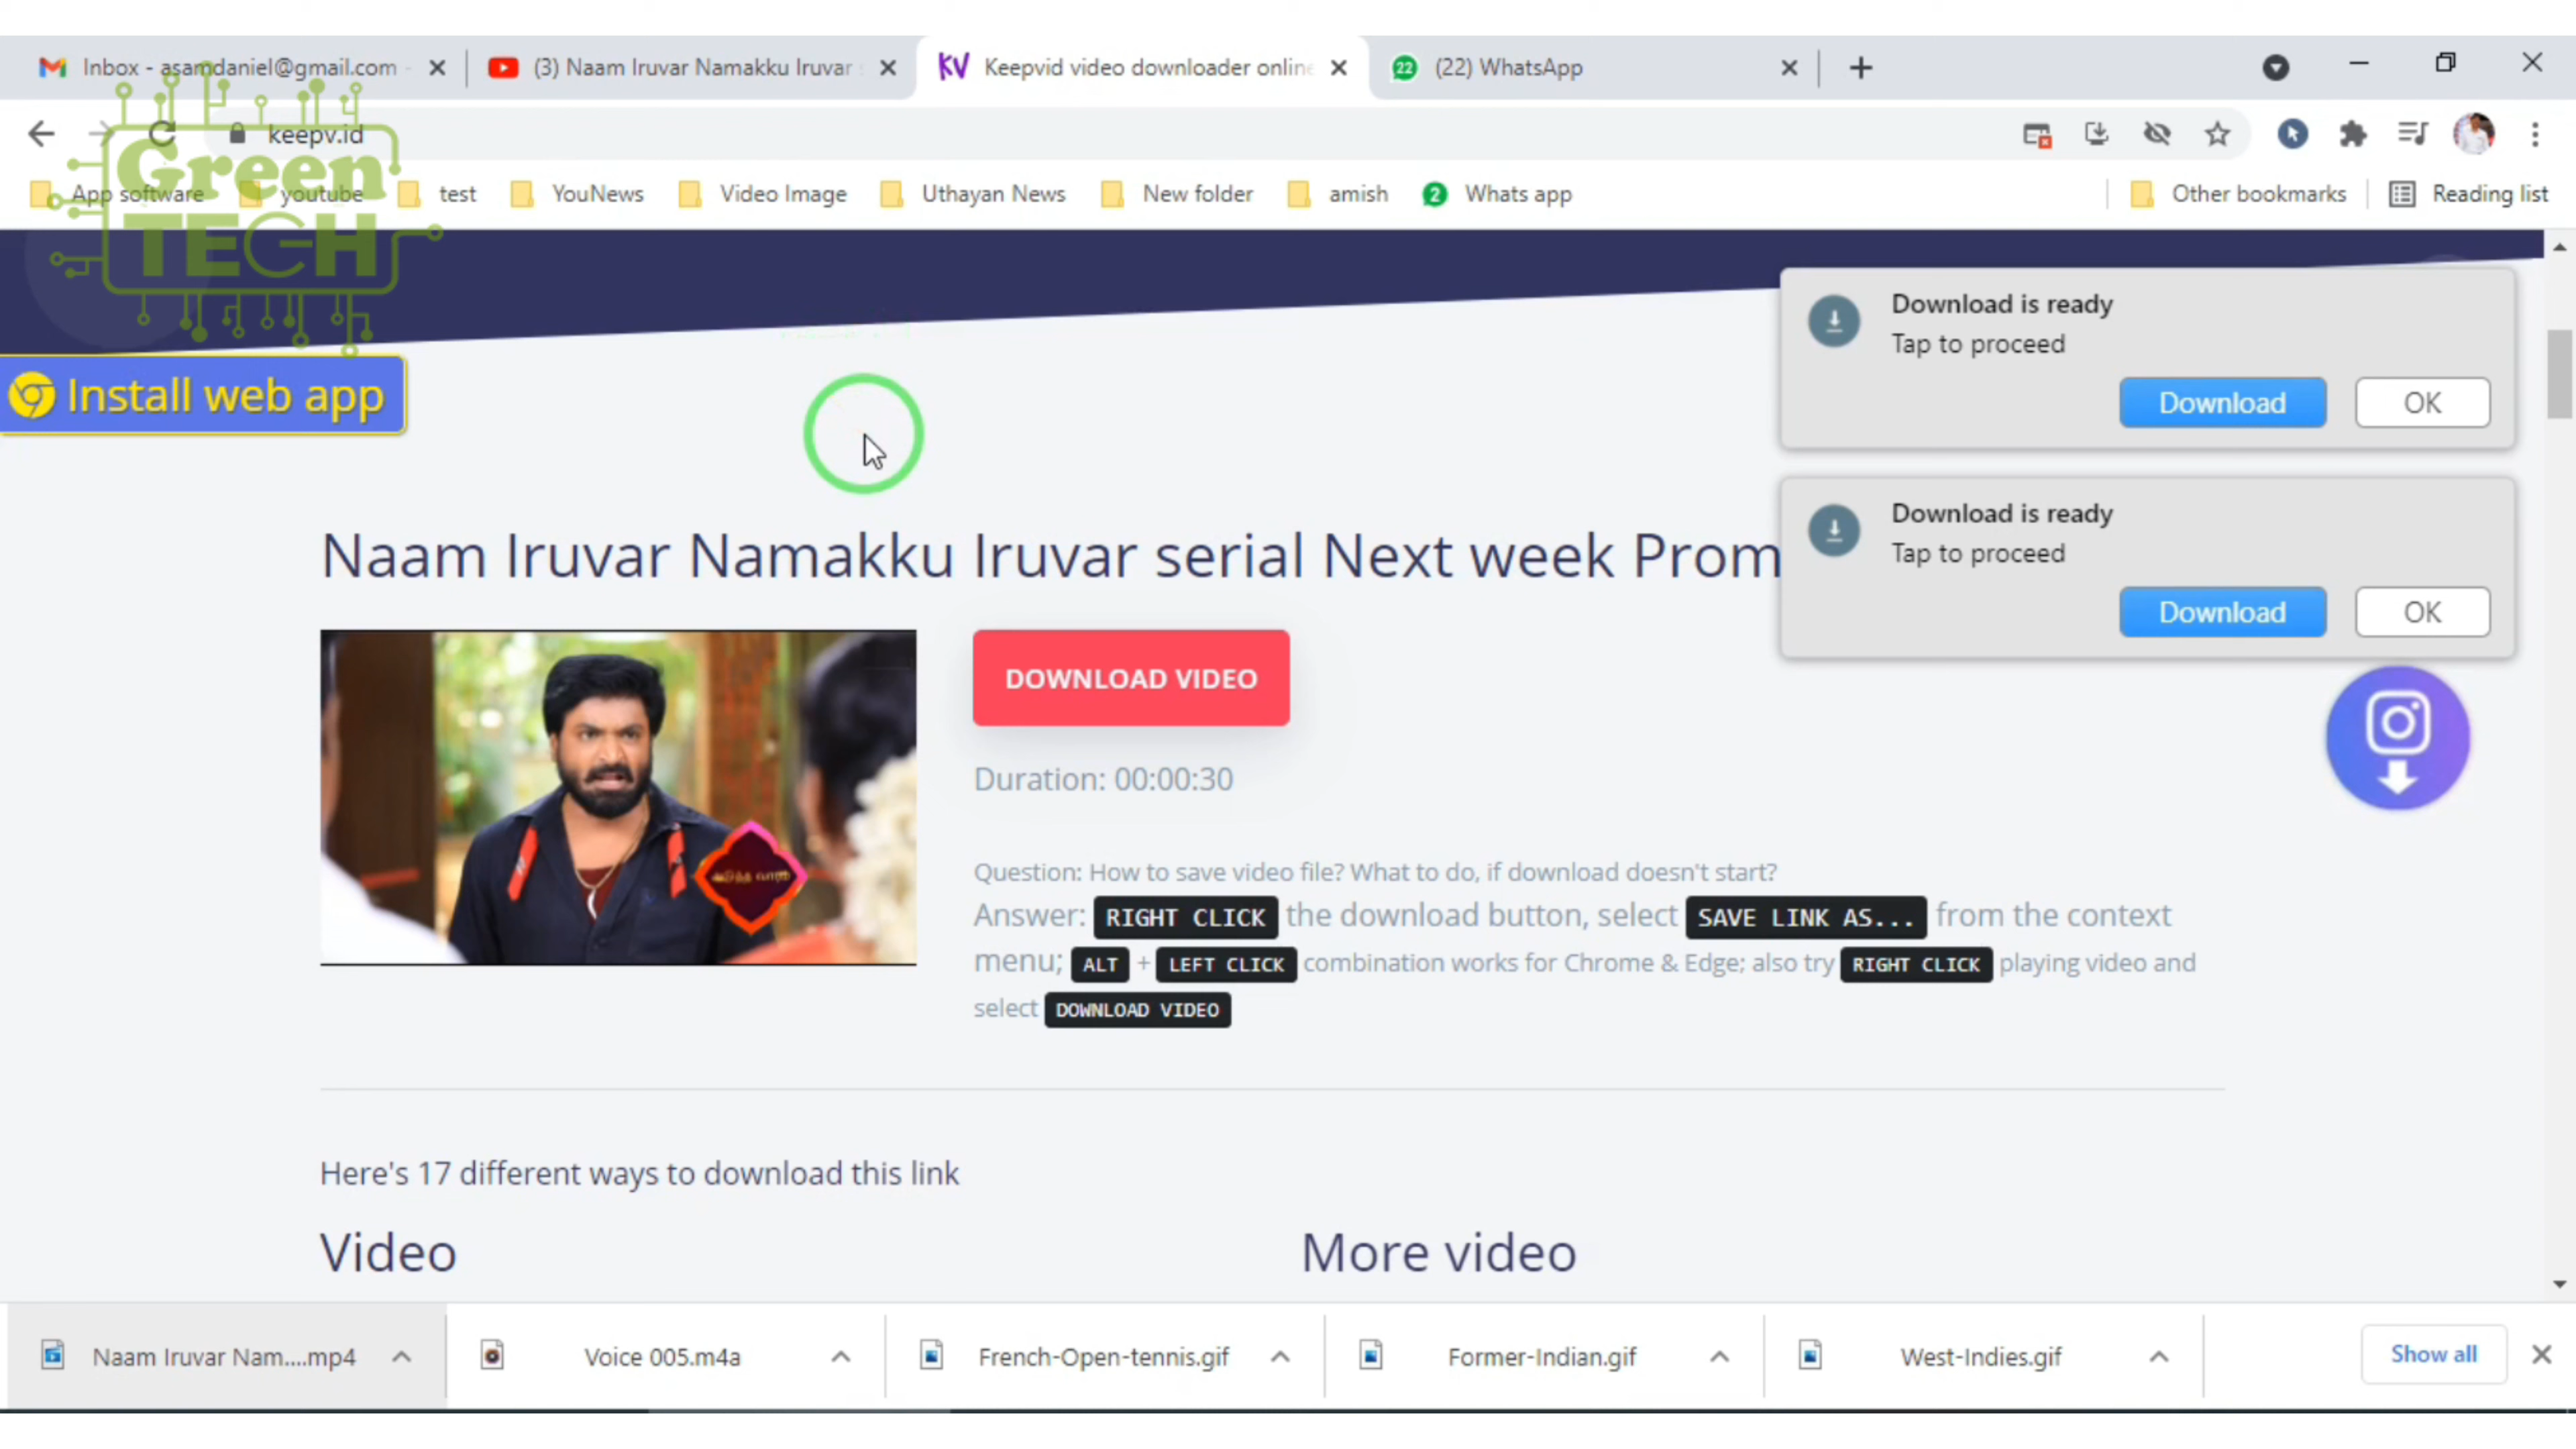 Inbox - asamdaniel@gmail.com -
(3) Naam Iruvar Namakku Iruvar s
KV Keepvid video downloader online
22 (22) WhatsApp
keepv.id
Green
TECH
App software
youtube
test
YouNews
Video Image
Uthayan News
New folder
amish
2 Whats app
Other bookmarks
Reading list
Install web app
Download is ready
Tap to proceed
Download OK
Download is ready
Tap to proceed
Download OK
Naam Iruvar Namakku Iruvar serial Next week Prom
DOWNLOAD VIDEO
Duration: 00:00:30
அடுத்த வாரம்
Question: How to save video file? What to do, if download doesn't start?
Answer: RIGHT CLICK the download button, select SAVE LINK AS... from the context
menu; ALT + LEFT CLICK combination works for Chrome & Edge; also try RIGHT CLICK playing video and
select DOWNLOAD VIDEO
Here's 17 different ways to download this link
Video
More video
Naam Iruvar Nam....mp4
Voice 005.m4a
French-Open-tennis.gif
Former-Indian.gif
West-Indies.gif
Show all